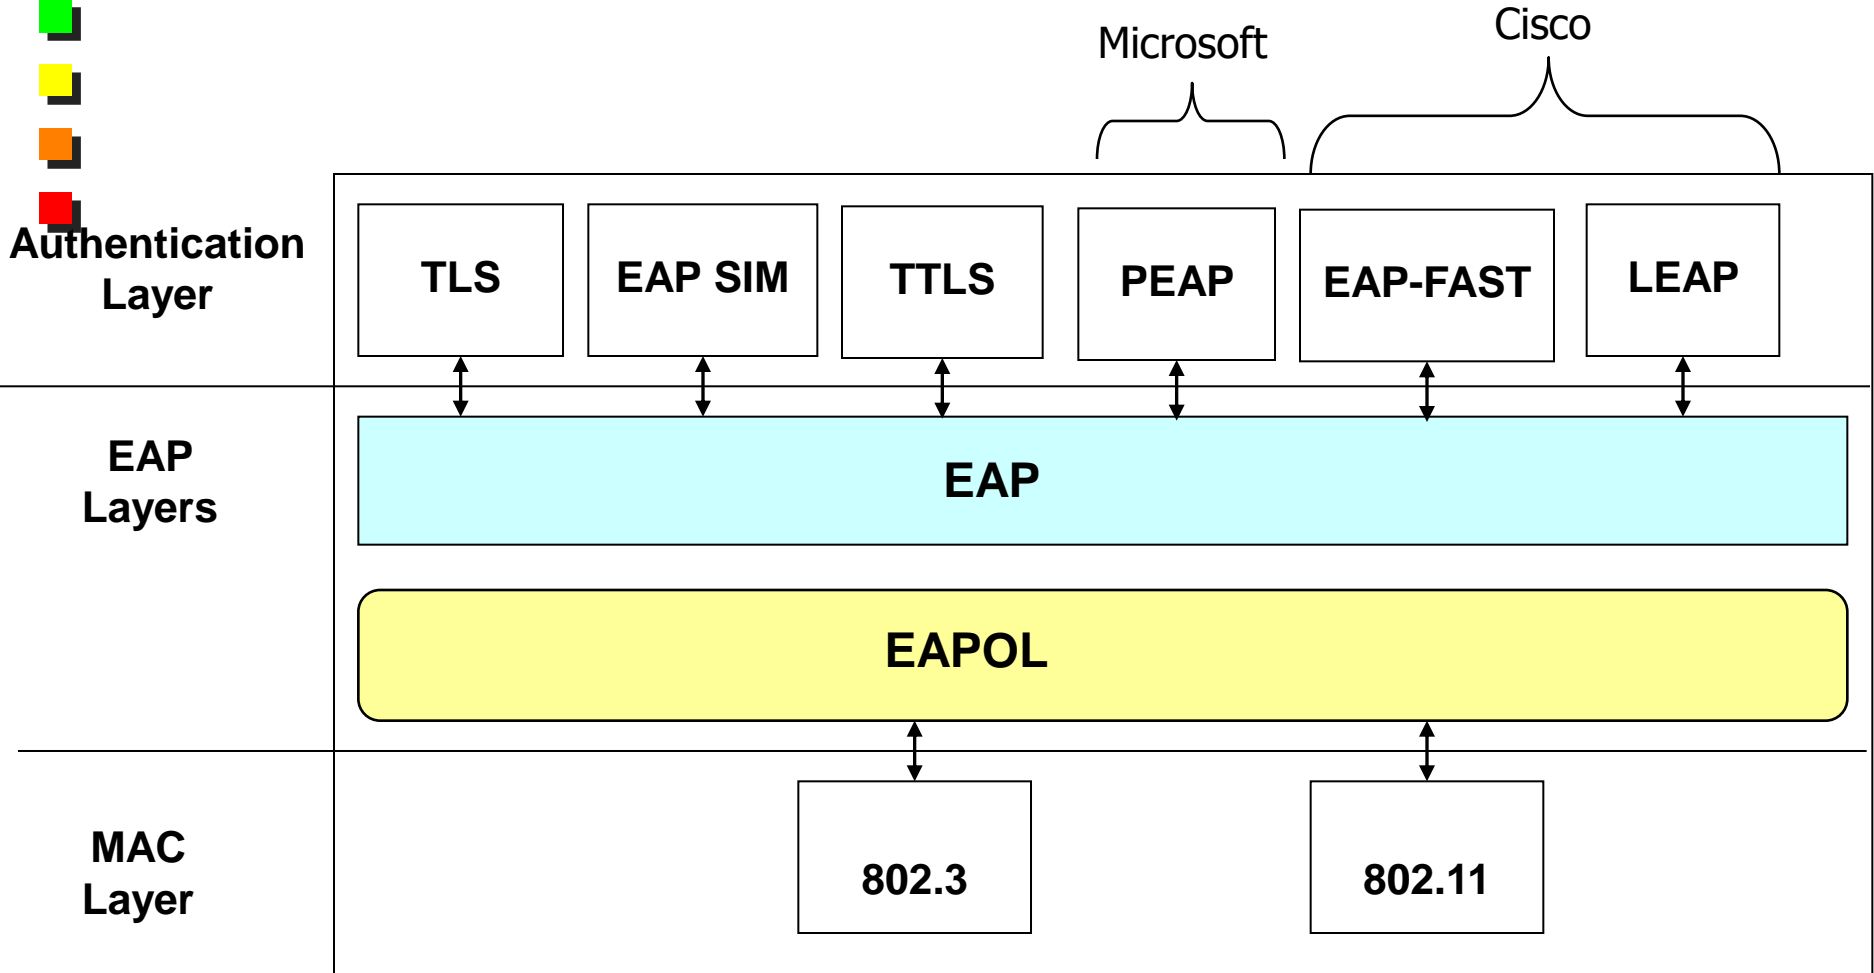 Microsoft
Cisco
Authentication
Layer
TLS
EAP SIM
TTLS
PEAP
EAP-FAST
LEAP
EAP
Layers
EAP
EAPOL
MAC
Layer
802.3
802.11